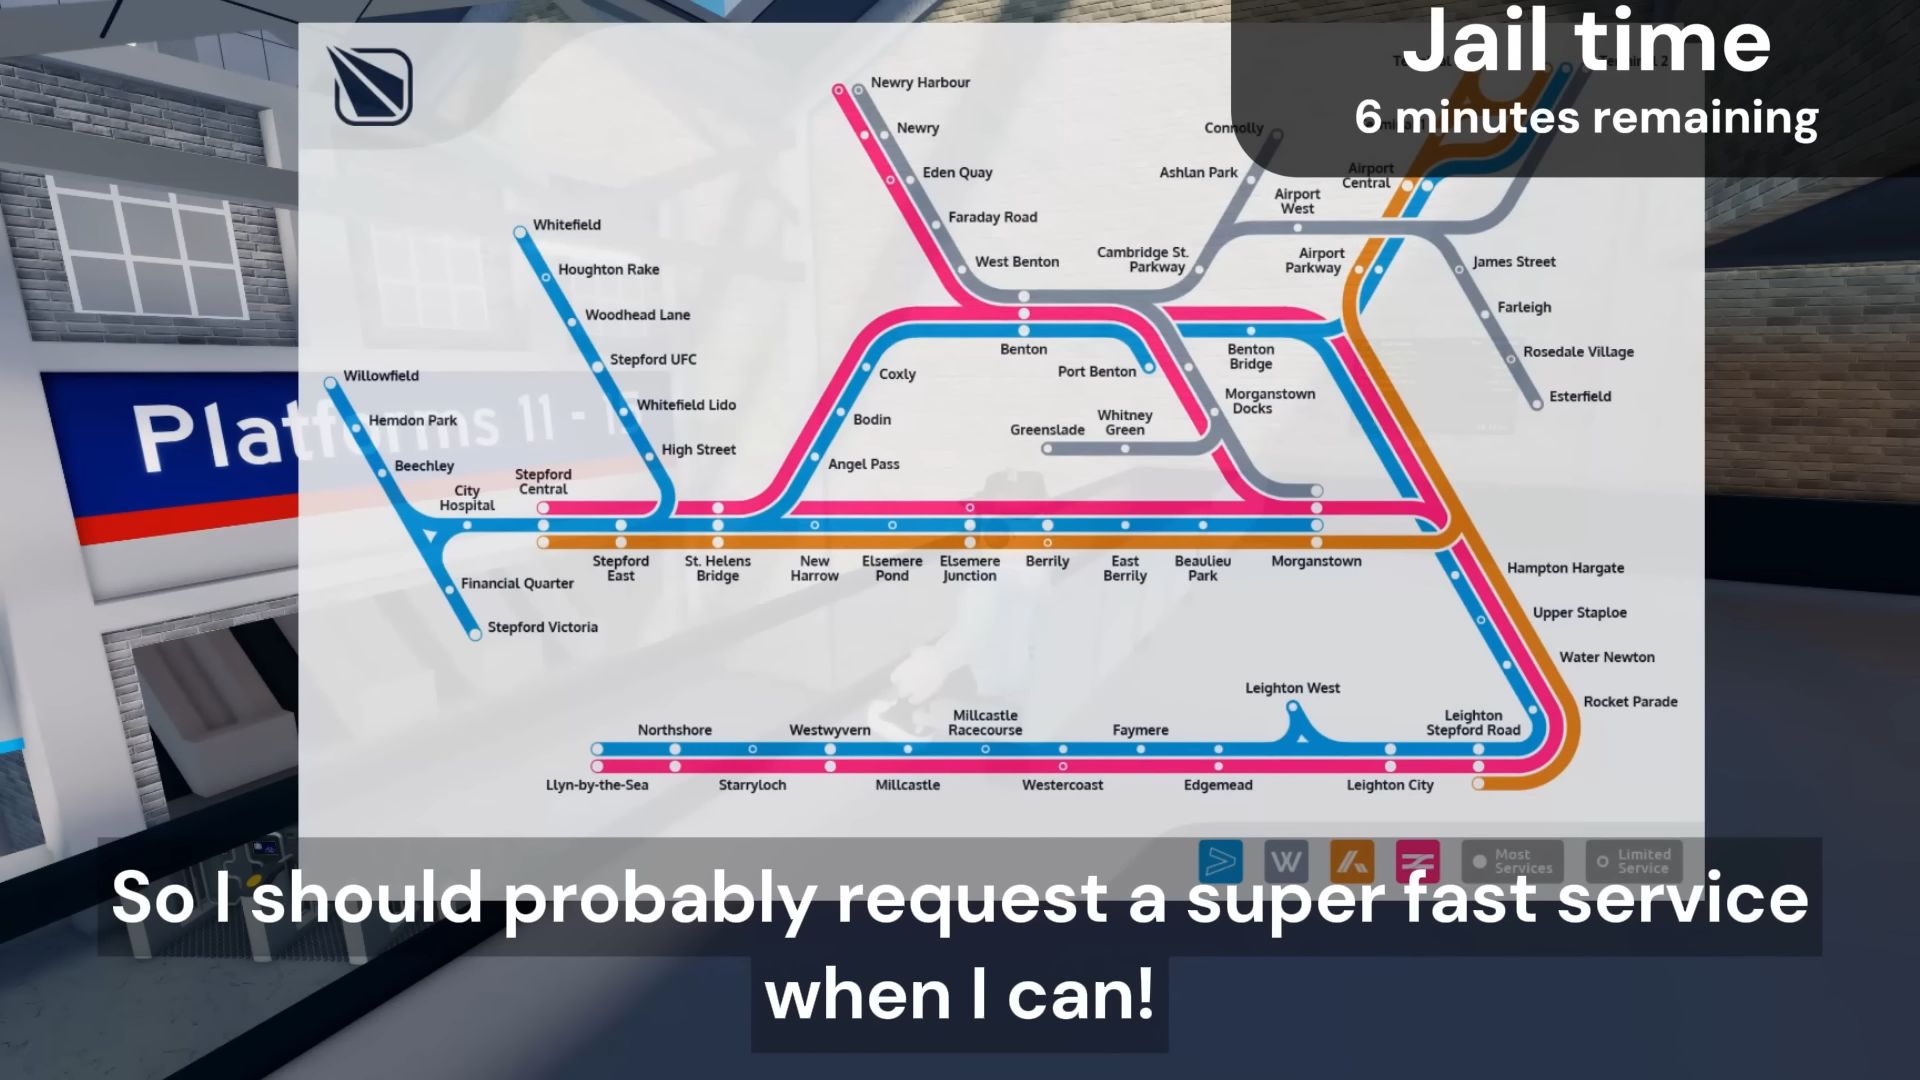 Jail time
6 minutes remaining
Newry Harbour
Newry
Connolly
Eden Quay
Ashlan Park
Airport
Central
Airport
West
Faraday Road
Whitefield
West Benton
Cambridge St.
Parkway
Airport
Parkway
James Street
Houghton Rake
Farleigh
Woodhead Lane
Benton
Benton
Bridge
Rosedale Village
Stepford UFC
Port Benton
Coxly
Willowfield
Morganstown
Docks
Esterfield
Whitefield Lido
Whitney
Green
Greenslade
Bodin
Herndon Park
Platforms 11 - 15
High Street
Angel Pass
Beechley
City
Hospital
Stepford
Central
Stepford
East
St. Helens
Bridge
New
Harrow
Elsemere
Pond
Elsemere
Junction
Berrily
East
Berrily
Beaulieu
Park
Morganstown
Hampton Hargate
Financial Quarter
Upper Staploe
Stepford Victoria
Water Newton
Rocket Parade
Leighton West
Northshore
Westwyvern
Millcastle
Racecourse
Faymere
Leighton
Stepford Road
Llyn-by-the-Sea
Starryloch
Millcastle
Westercoast
Edgemead
Leighton City
W
Most
Services
Limited
Service
So I should probably request a super fast service
when I can!